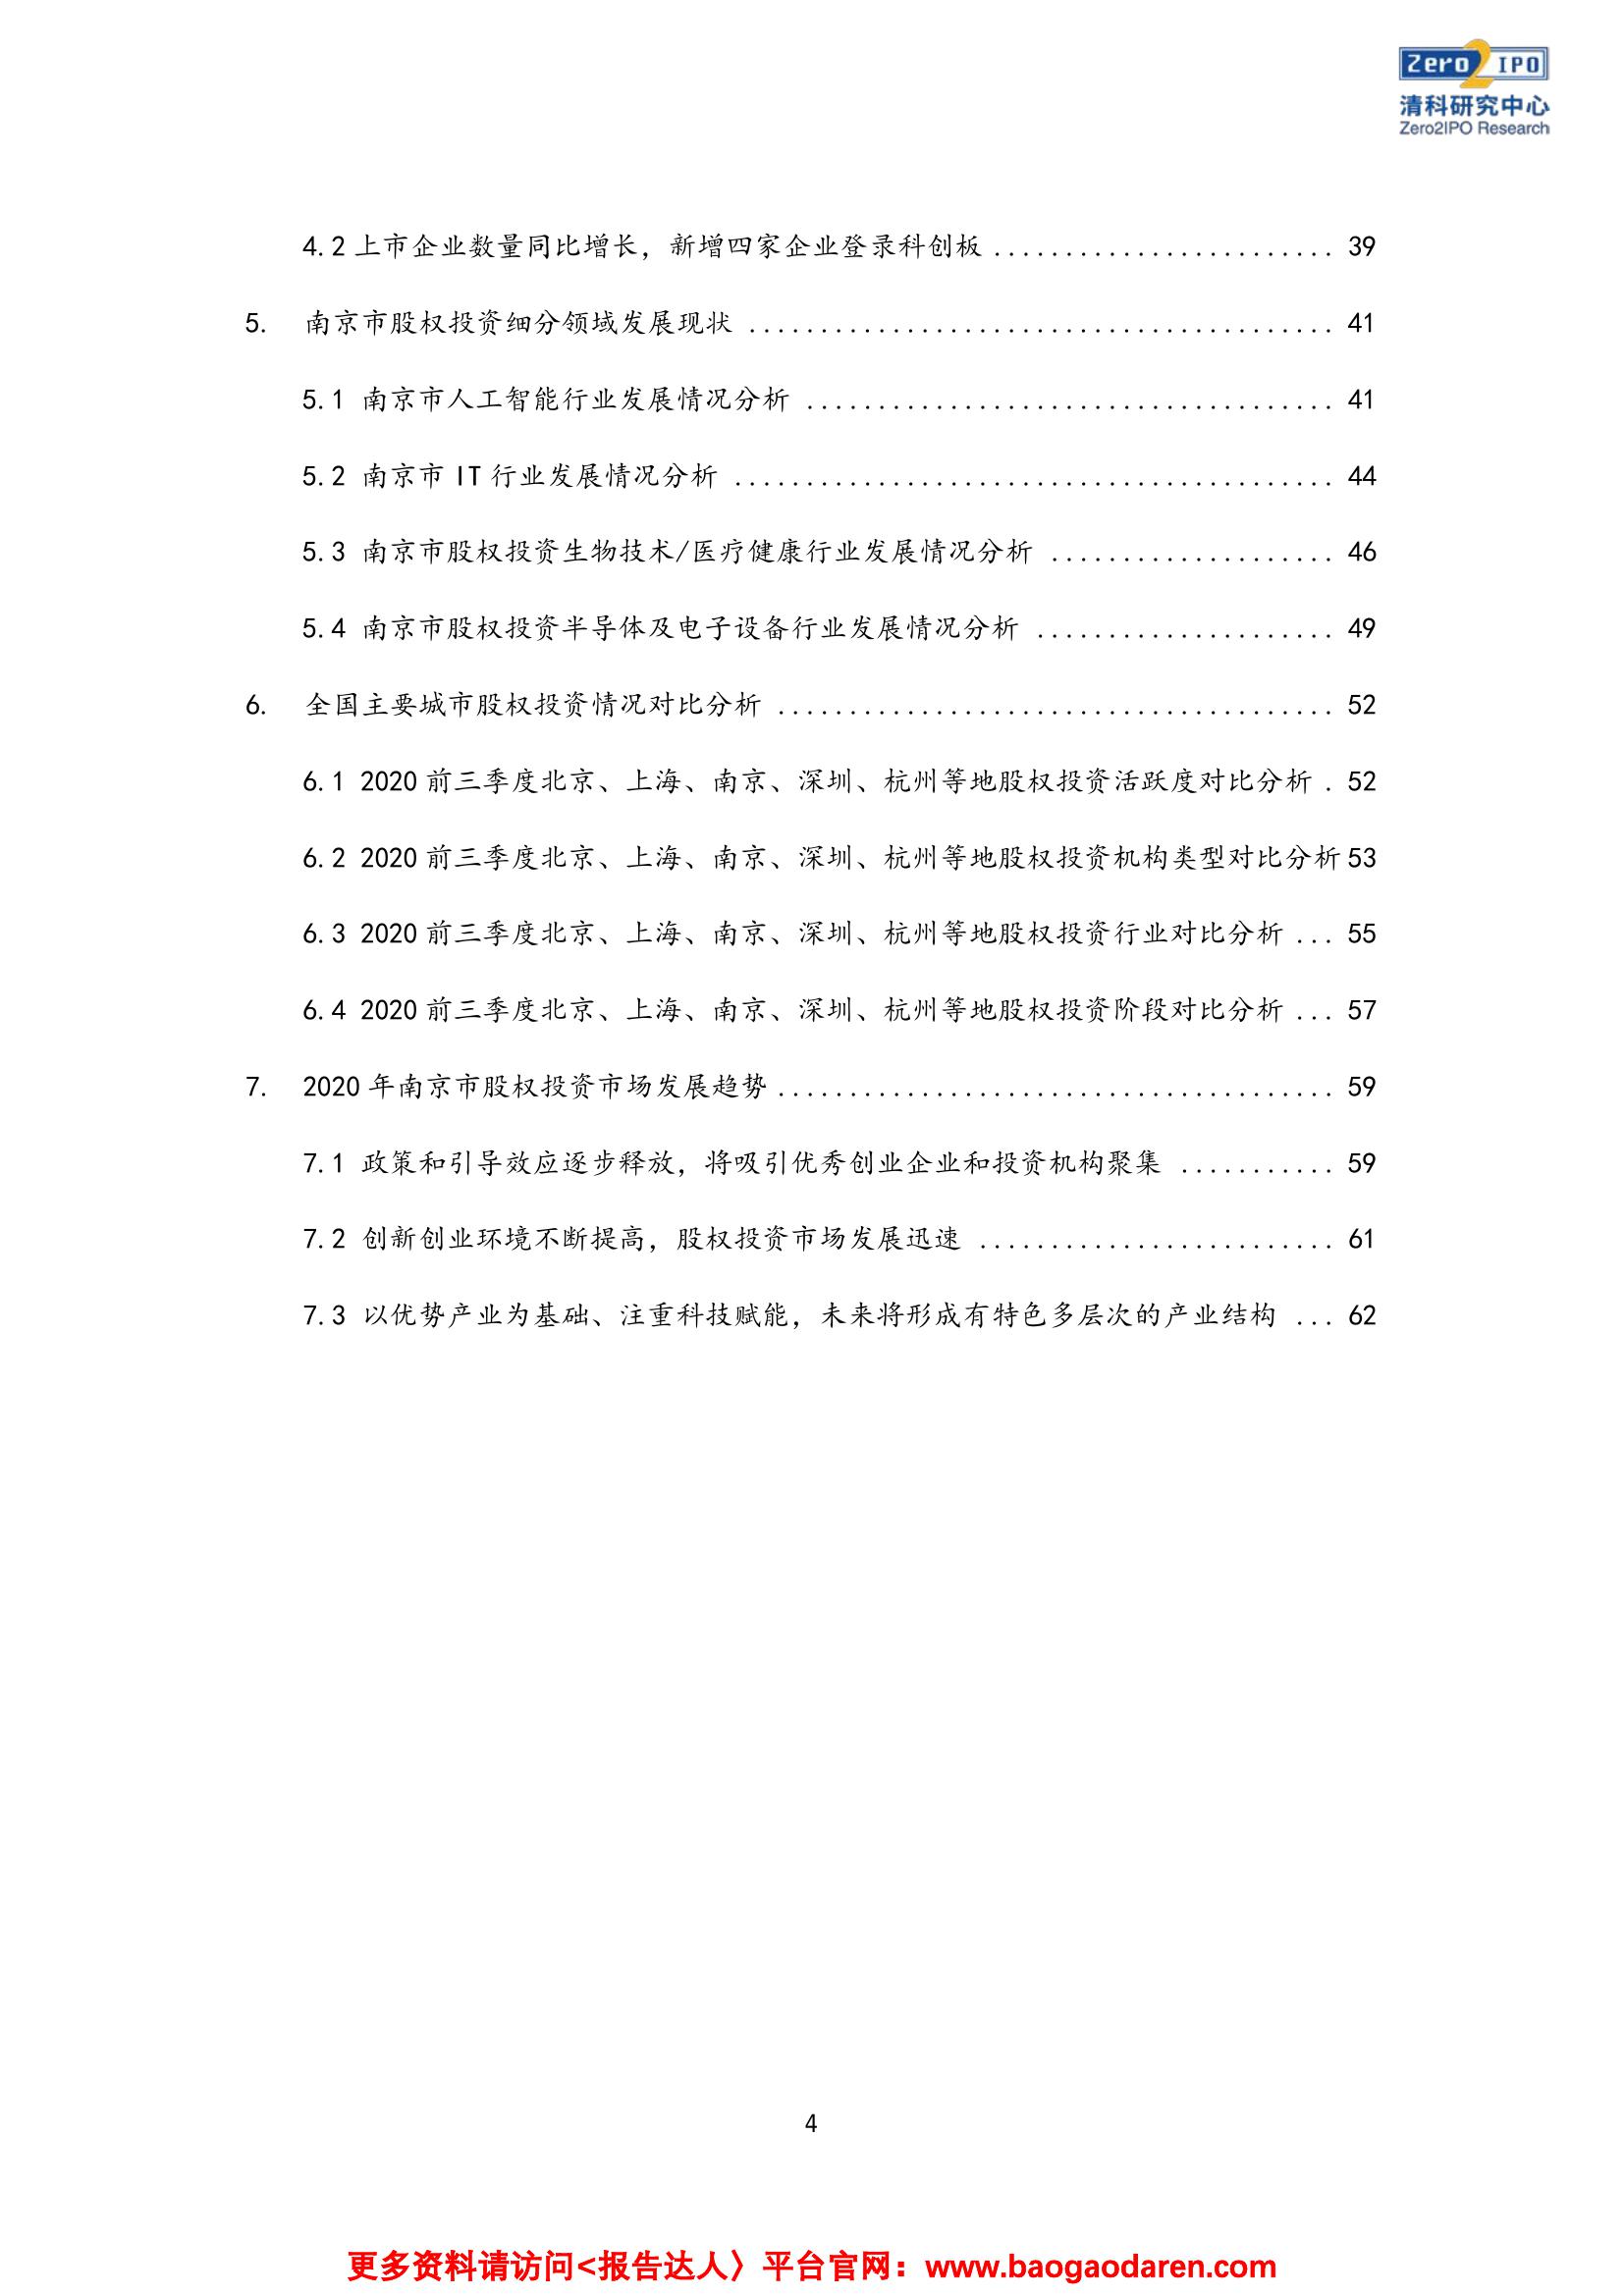 Zero2IPO
清科研究中心
Zero2IPO Research
4.2上市企业数量同比增长，新增四家企业登录科创板 ........................ 39
5. 南京市股权投资细分领域发展现状 ......................................... 41
5.1 南京市人工智能行业发展情况分析 ..................................... 41
5.2 南京市 IT 行业发展情况分析 .......................................... 44
5.3 南京市股权投资生物技术/医疗健康行业发展情况分析 .................... 46
5.4 南京市股权投资半导体及电子设备行业发展情况分析 ..................... 49
6. 全国主要城市股权投资情况对比分析 ....................................... 52
6.1 2020 前三季度北京、上海、南京、深圳、杭州等地股权投资活跃度对比分析 . 52
6.2 2020 前三季度北京、上海、南京、深圳、杭州等地股权投资机构类型对比分析 53
6.3 2020 前三季度北京、上海、南京、深圳、杭州等地股权投资行业对比分析 ... 55
6.4 2020 前三季度北京、上海、南京、深圳、杭州等地股权投资阶段对比分析 ... 57
7. 2020 年南京市股权投资市场发展趋势....................................... 59
7.1 政策和引导效应逐步释放，将吸引优秀创业企业和投资机构聚集 ........... 59
7.2 创新创业环境不断提高，股权投资市场发展迅速 ......................... 61
7.3 以优势产业为基础、注重科技赋能，未来将形成有特色多层次的产业结构 ... 62
4
更多资料请访问<报告达人〉平台官网：www.baogaodaren.com